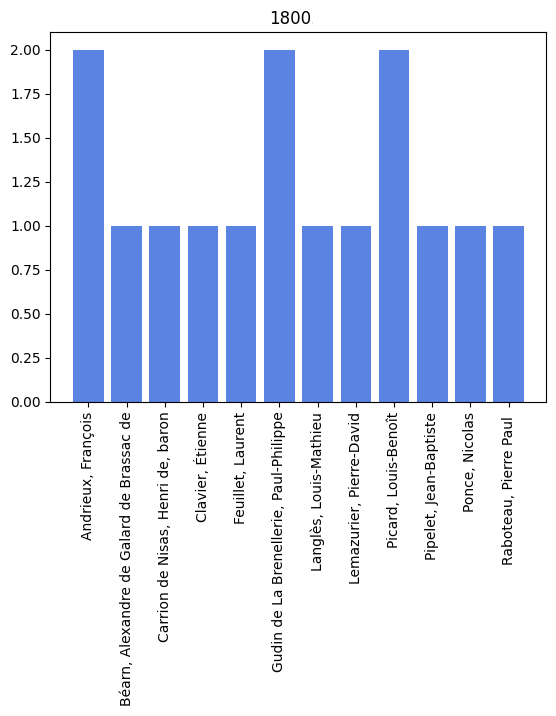 1800
2.00
1.75
1.50
1.25
1.00
0.75
0.50
0.25
0.00
Andrieux, François
Béarn, Alexandre de Galard de Brassac de
Carrion de Nisas, Henri de, baron
Clavier, Étienne
Feuillet, Laurent
Gudin de La Brenellerie, Paul-Philippe
Langlès, Louis-Mathieu
Lemazurier, Pierre-David
Picard, Louis-Benoît
Pipelet, Jean-Baptiste
Ponce, Nicolas
Raboteau, Pierre Paul